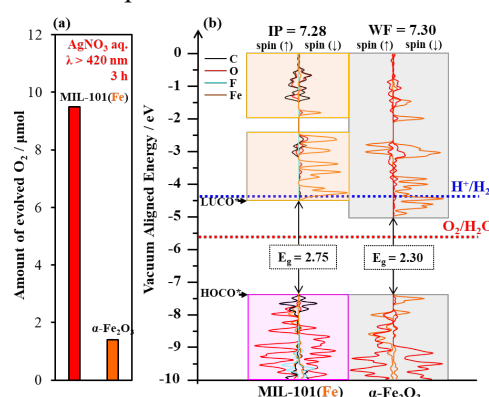 (a)
AgNO₃ aq.
λ > 420 nm
3 h
MIL-101(Fe)
α-Fe₂O₃
Amount of evolved O₂ / μmol
12
10
8
6
4
2
0
(b)
IP = 7.28
WF = 7.30
spin (↑) spin (↓)
spin (↑) spin (↓)
C
O
F
Fe
Vacuum Aligned Energy / eV
0
-1
-2
-3
-4
-5
-6
-7
-8
-9
-10
H⁺/H₂
LUCO*
O₂/H₂O
E_g = 2.75
E_g = 2.30
HOCO*
MIL-101(Fe)
α-Fe₂O₃